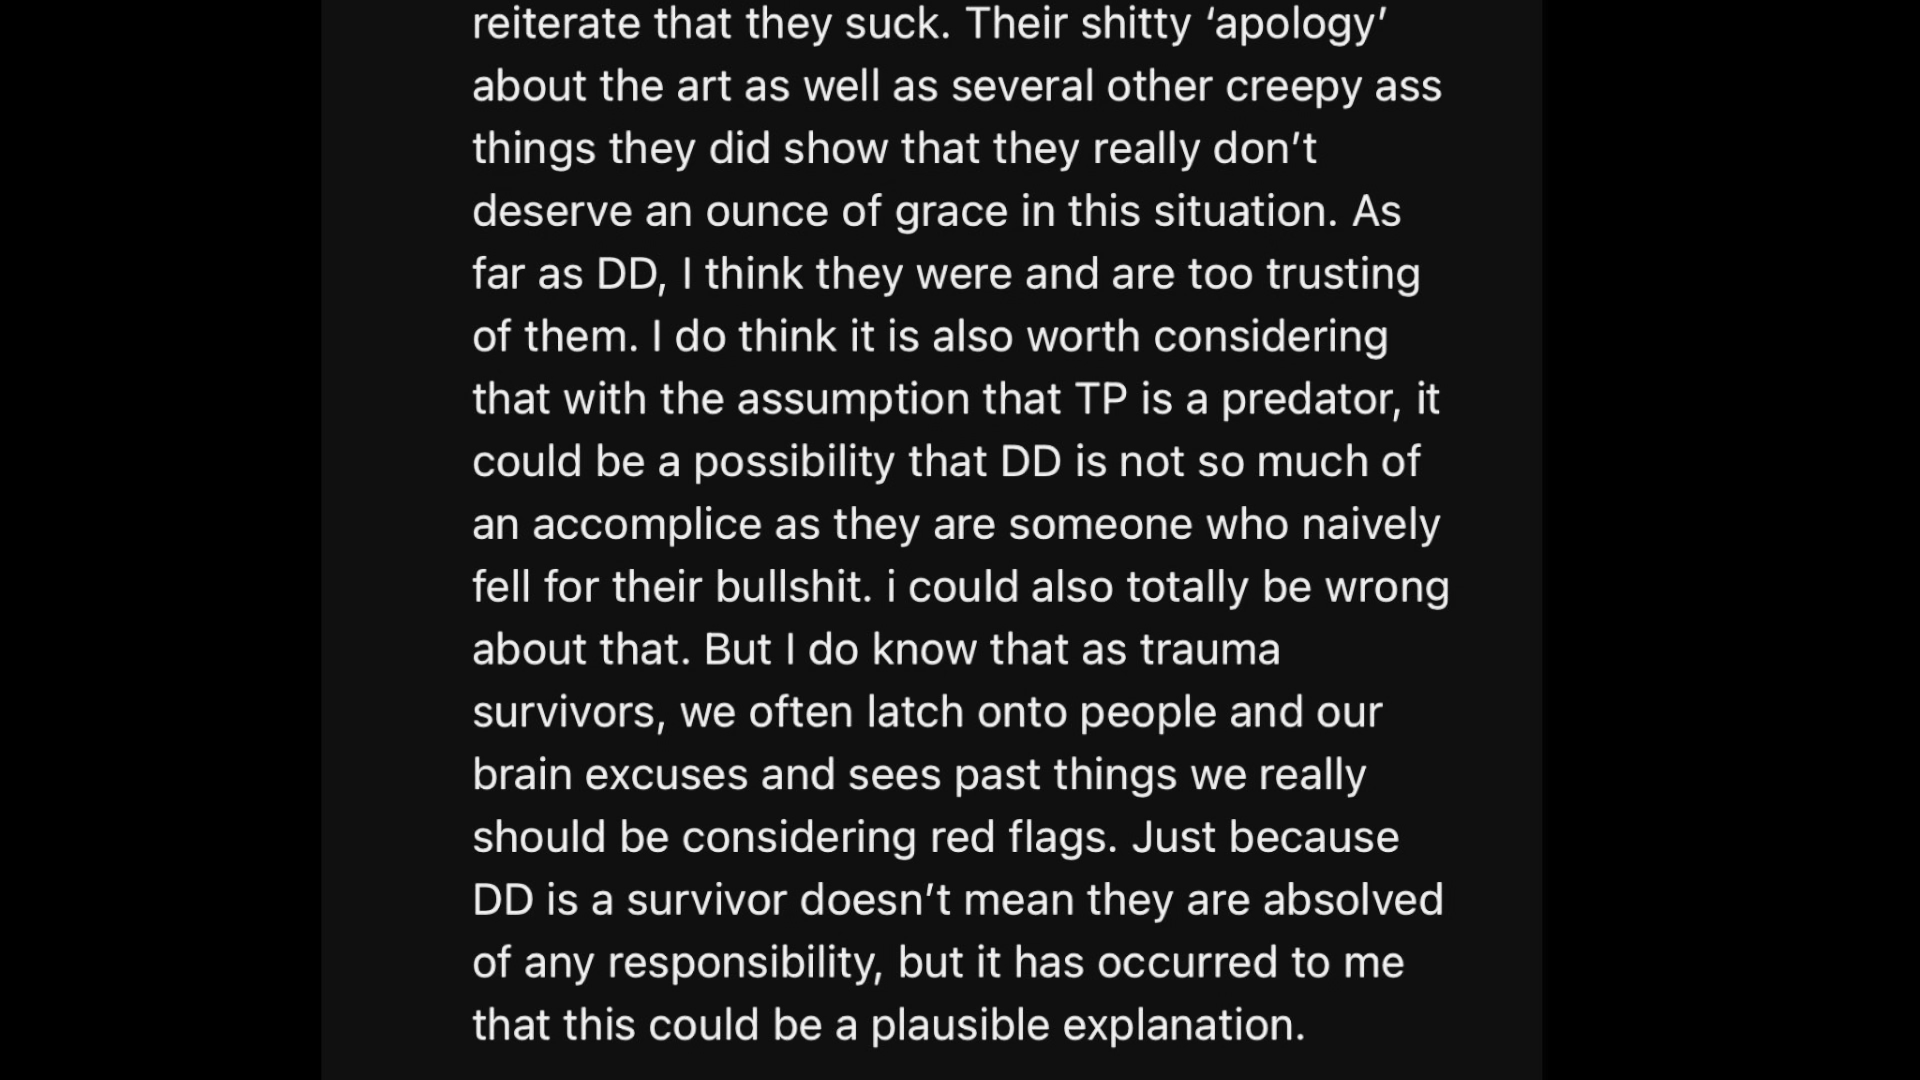 reiterate that they suck. Their shitty ‘apology’
about the art as well as several other creepy ass
things they did show that they really don’t
deserve an ounce of grace in this situation. As
far as DD, I think they were and are too trusting
of them. I do think it is also worth considering
that with the assumption that TP is a predator, it
could be a possibility that DD is not so much of
an accomplice as they are someone who naively
fell for their bullshit. i could also totally be wrong
about that. But I do know that as trauma
survivors, we often latch onto people and our
brain excuses and sees past things we really
should be considering red flags. Just because
DD is a survivor doesn’t mean they are absolved
of any responsibility, but it has occurred to me
that this could be a plausible explanation.